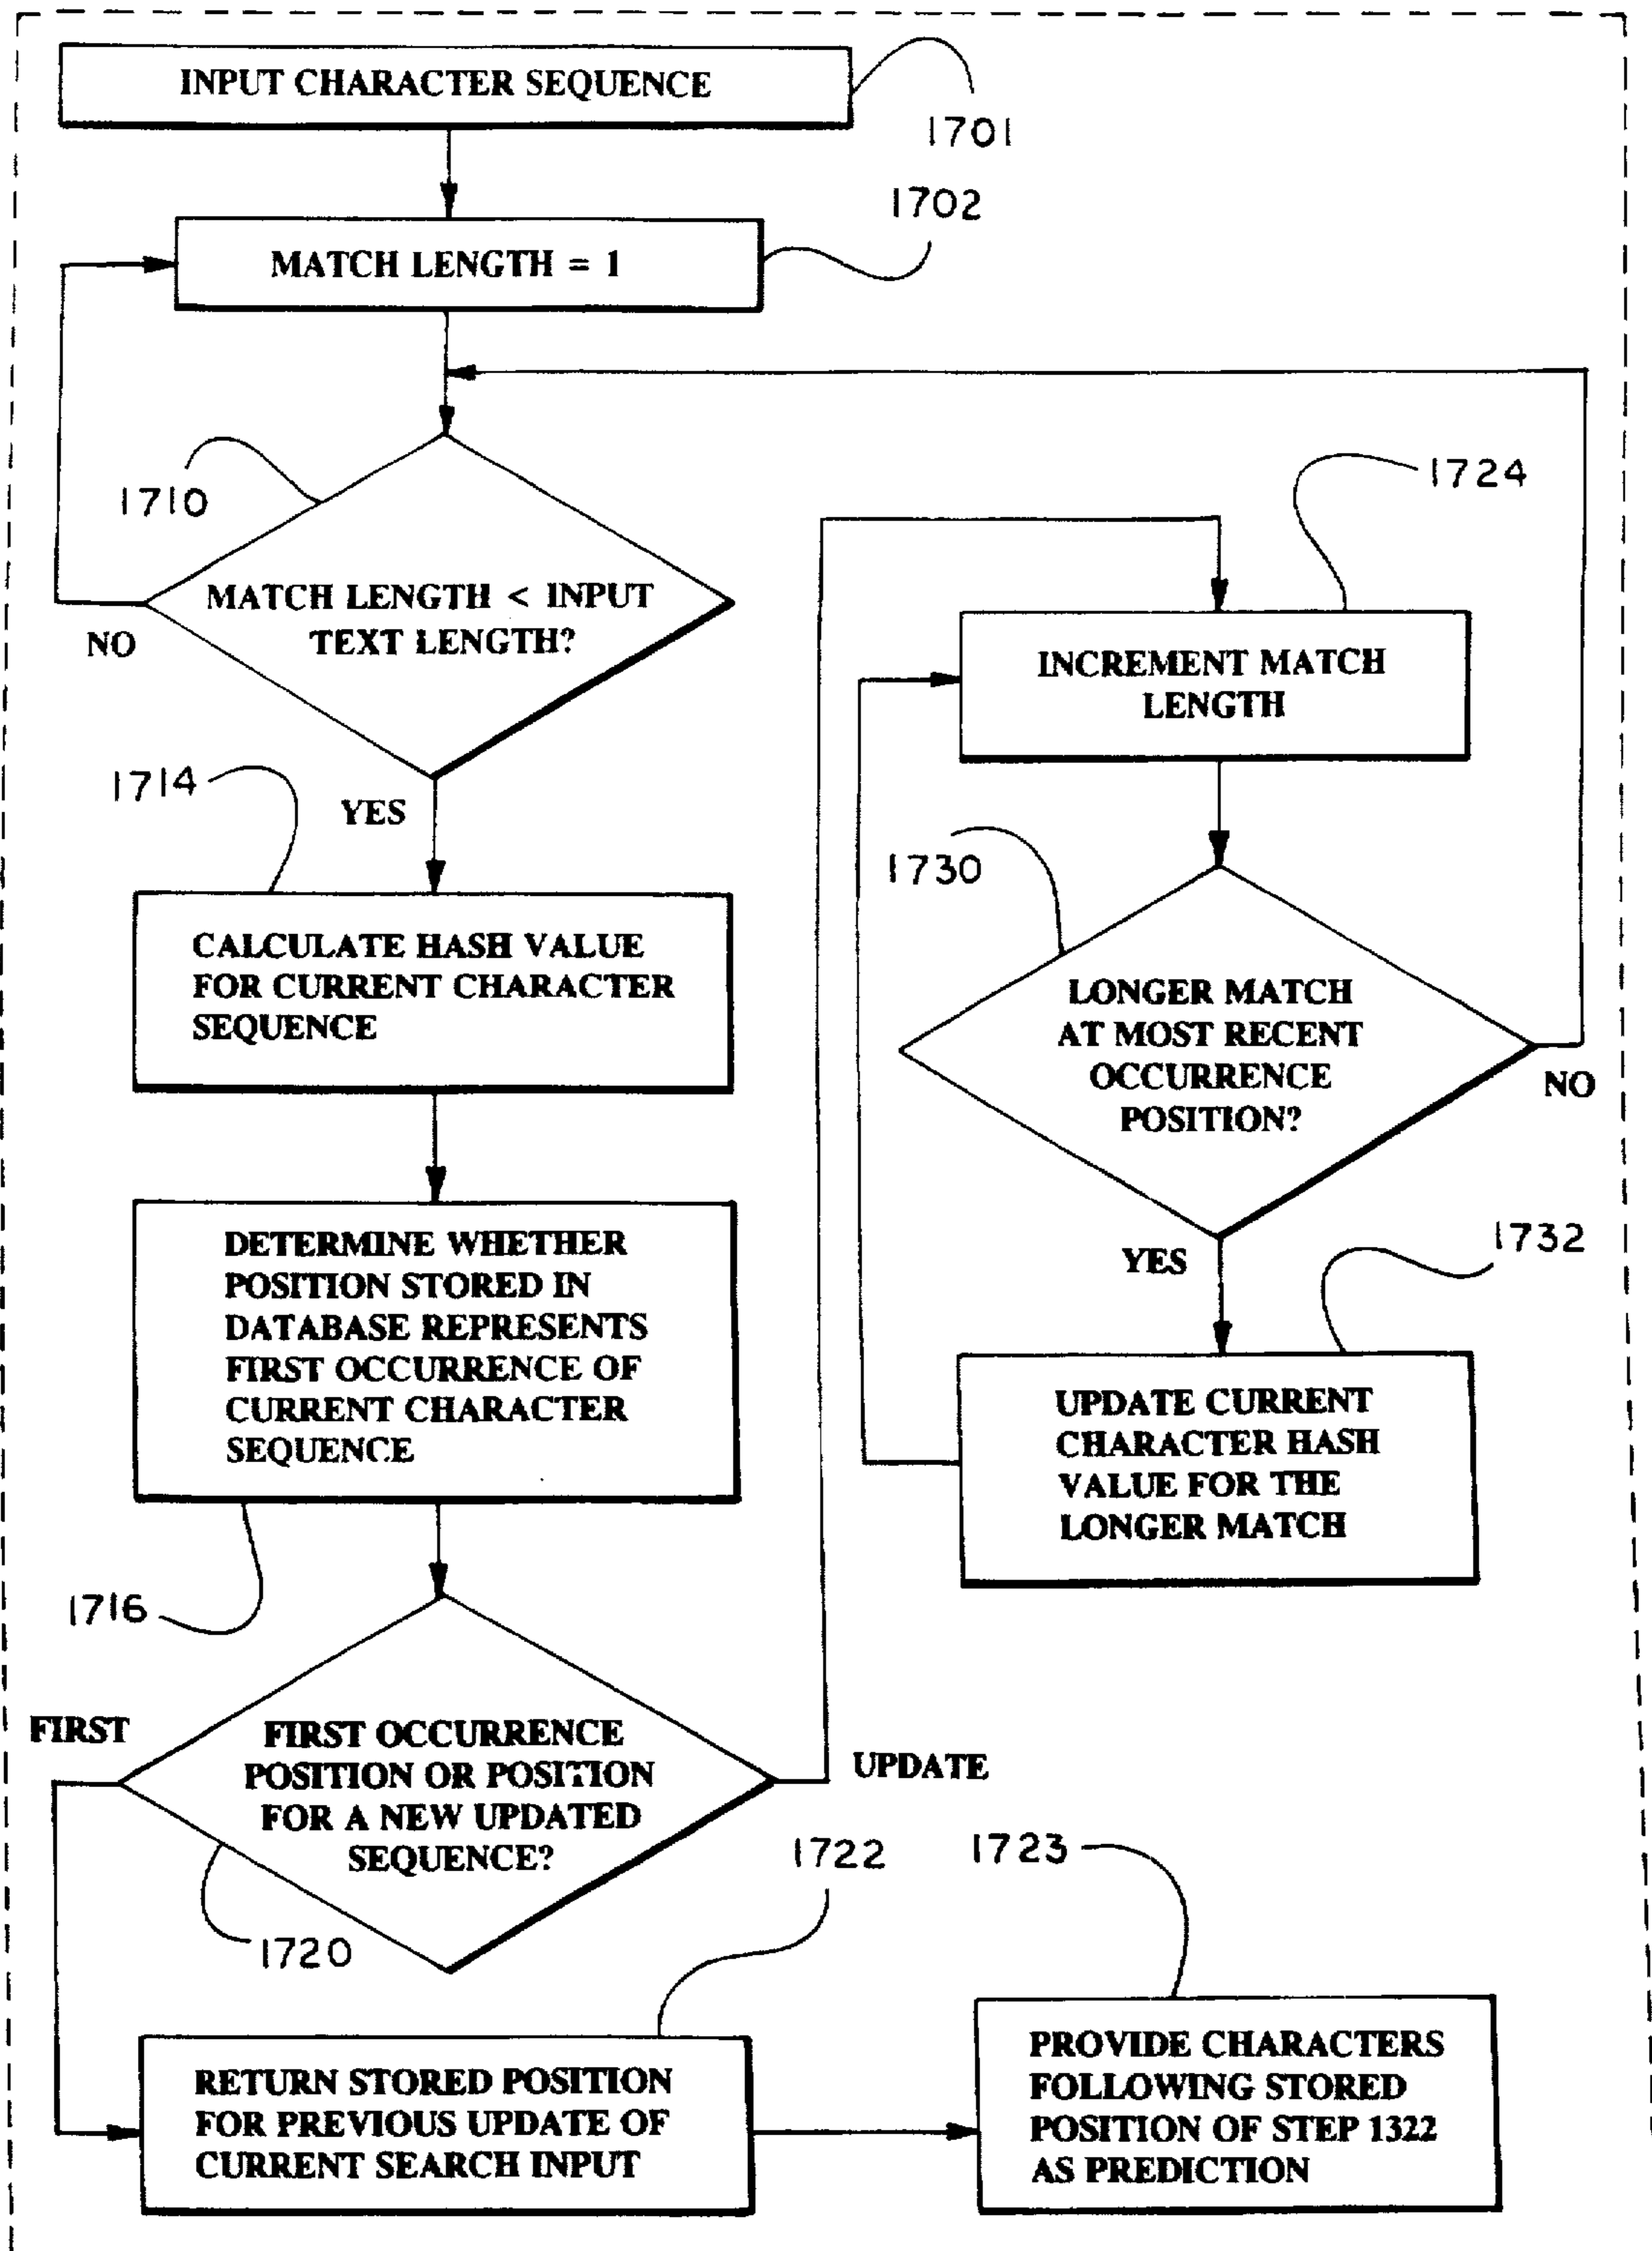 INPUT CHARACTER SEQUENCE
1701
1702
MATCH LENGTH = 1
1710
MATCH LENGTH < INPUT
TEXT LENGTH?
NO
YES
1714
CALCULATE HASH VALUE
FOR CURRENT CHARACTER
SEQUENCE
DETERMINE WHETHER
POSITION STORED IN
DATABASE REPRESENTS
FIRST OCCURRENCE OF
CURRENT CHARACTER
SEQUENCE
1716
FIRST
FIRST OCCURRENCE
POSITION OR POSITION
FOR A NEW UPDATED
SEQUENCE?
UPDATE
1720
1724
INCREMENT MATCH
LENGTH
1730
LONGER MATCH
AT MOST RECENT
OCCURRENCE
POSITION?
NO
YES
1732
UPDATE CURRENT
CHARACTER HASH
VALUE FOR THE
LONGER MATCH
1722
RETURN STORED POSITION
FOR PREVIOUS UPDATE OF
CURRENT SEARCH INPUT
1723
PROVIDE CHARACTERS
FOLLOWING STORED
POSITION OF STEP 1322
AS PREDICTION